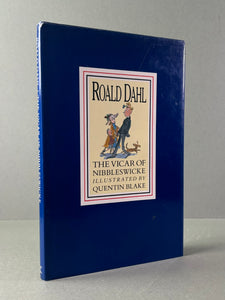 ROALD DAHL
THE VICAR OF
NIBBLESWICKE
ILLUSTRATED BY
QUENTIN BLAKE